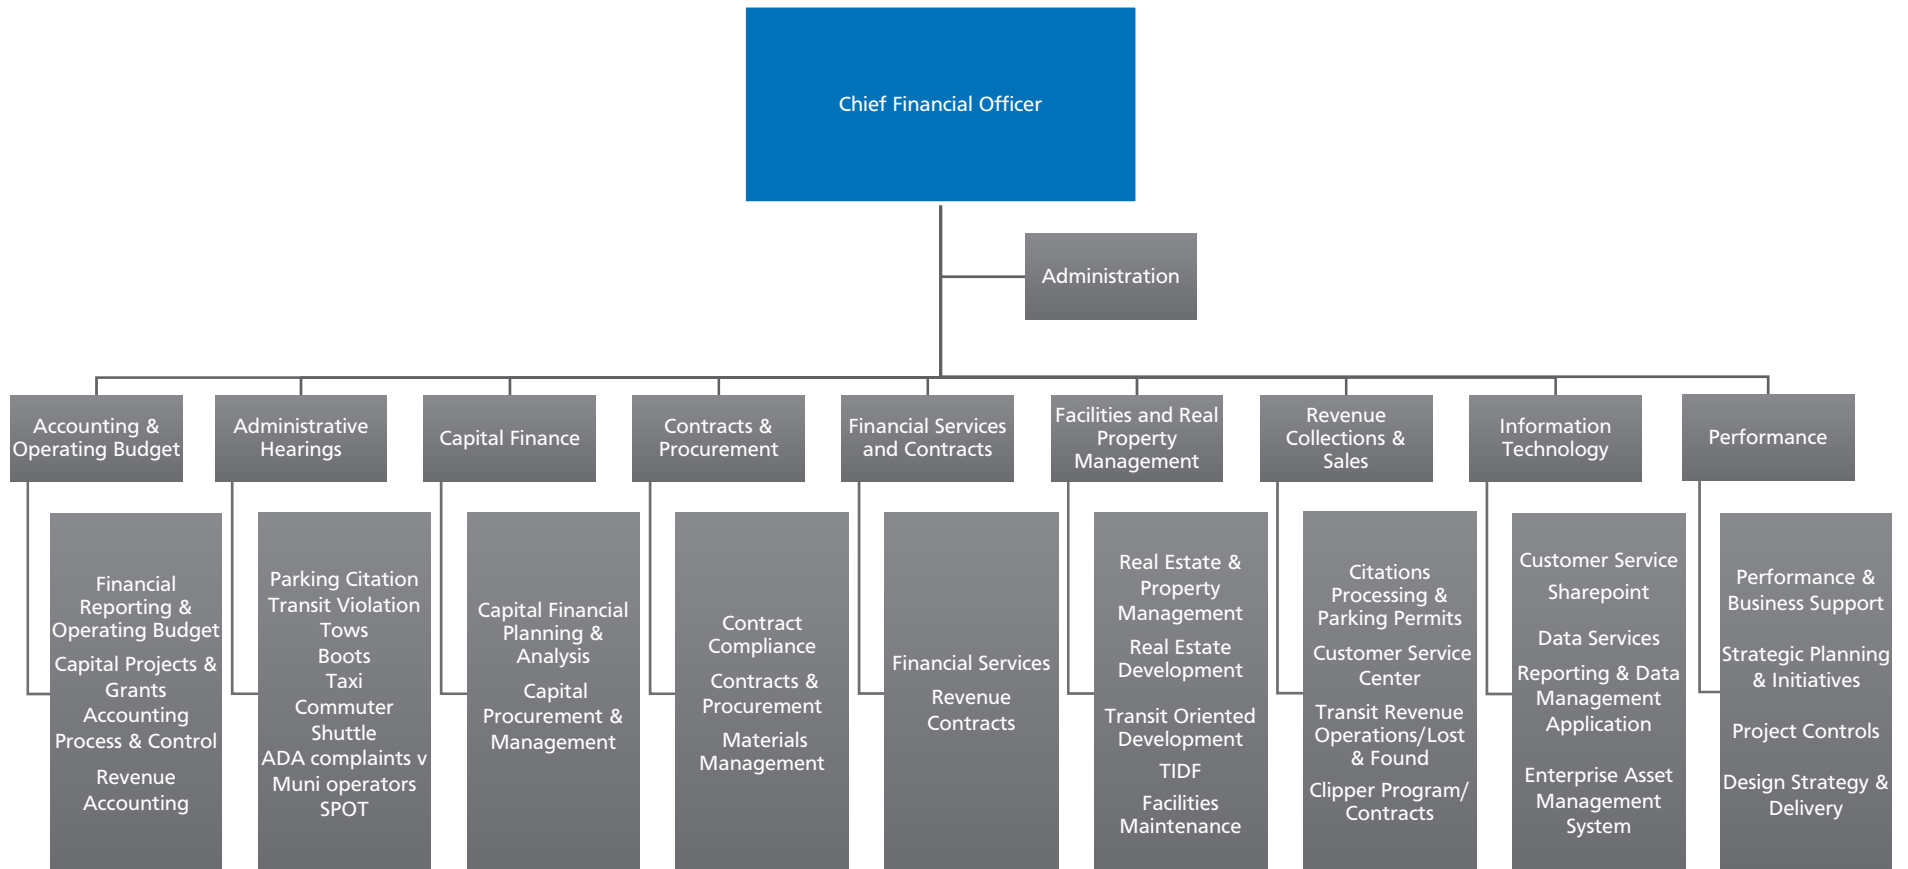 Chief Financial Officer
Administration
Accounting &
Operating Budget
Administrative
Hearings
Capital Finance
Contracts &
Procurement
Financial Services
and Contracts
Facilities and Real
Property
Management
Revenue
Collections &
Sales
Information
Technology
Performance
Financial
Reporting &
Operating Budget
Capital Projects &
Grants
Accounting
Process & Control
Revenue
Accounting
Parking Citation
Transit Violation
Tows
Boots
Taxi
Commuter
Shuttle
ADA complaints v
Muni operators
SPOT
Capital Financial
Planning &
Analysis
Capital
Procurement &
Management
Contract
Compliance
Contracts &
Procurement
Materials
Management
Financial Services
Revenue
Contracts
Real Estate &
Property
Management
Real Estate
Development
Transit Oriented
Development
TIDF
Facilities
Maintenance
Citations
Processing &
Parking Permits
Customer Service
Center
Transit Revenue
Operations/Lost
& Found
Clipper Program/
Contracts
Customer Service
Sharepoint
Data Services
Reporting & Data
Management
Application
Enterprise Asset
Management
System
Performance &
Business Support
Strategic Planning
& Initiatives
Project Controls
Design Strategy &
Delivery